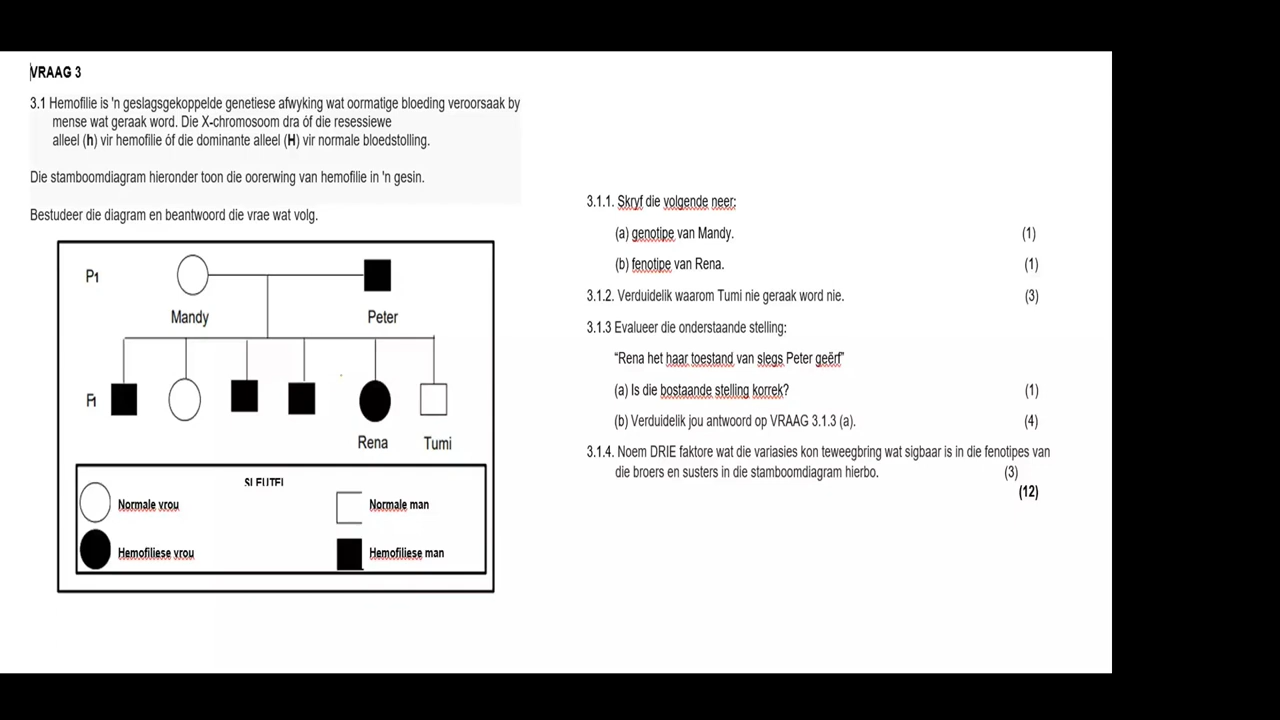 VRAAG 3
3.1 Hemofilie is 'n geslagsgekoppelde genetiese afwyking wat oormatige bloeding veroorsaak by
mense wat geraak word. Die X-chromosoom dra óf die resessiewe
alleel (h) vir hemofilie óf die dominante alleel (H) vir normale bloedstolling.
Die stamboomdiagram hieronder toon die oorerwing van hemofilie in 'n gesin.
Bestudeer die diagram en beantwoord die vrae wat volg.
P1
Mandy
Peter
F1
Rena
Tumi
SLEUTEL
Normale vrou
Normale man
Hemofiliese vrou
Hemofiliese man
3.1.1. Skryf die volgende neer:
(a) genotipe van Mandy. (1)
(b) fenotipe van Rena. (1)
3.1.2. Verduidelik waarom Tumi nie geraak word nie. (3)
3.1.3 Evalueer die onderstaande stelling:
“Rena het haar toestand van slegs Peter geërf”
(a) Is die bostaande stelling korrek? (1)
(b) Verduidelik jou antwoord op VRAAG 3.1.3 (a). (4)
3.1.4. Noem DRIE faktore wat die variasies kon teweegbring wat sigbaar is in die fenotipes van
die broers en susters in die stamboomdiagram hierbo. (3)
(12)